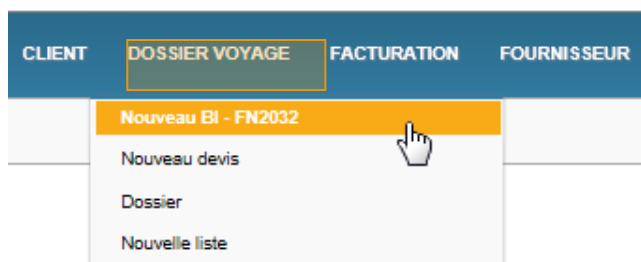 CLIENT DOSSIER VOYAGE FACTURATION FOURNISSEUR
Nouveau BI - FN2032
Nouveau devis
Dossier
Nouvelle liste